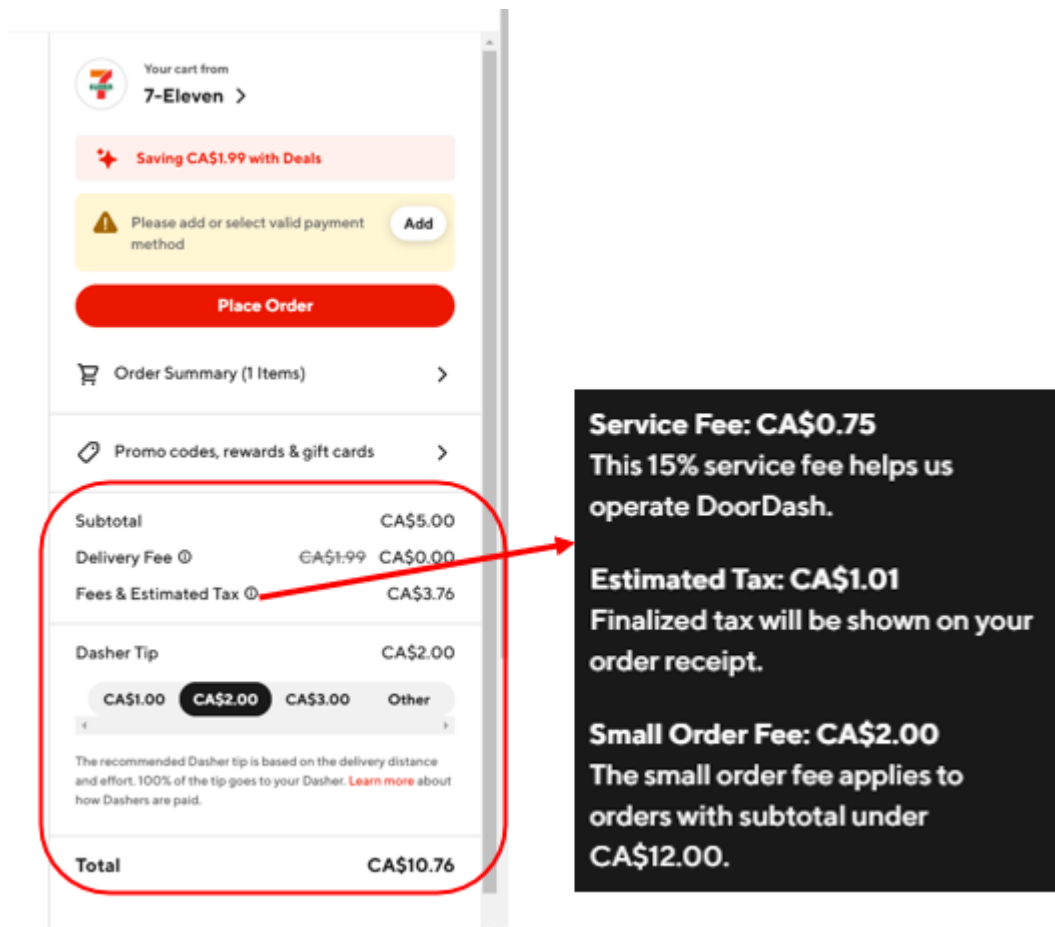 Your cart from
7-Eleven >
Saving CA$1.99 with Deals
Please add or select valid payment
method
Add
Place Order
Order Summary (1 Items)
Promo codes, rewards & gift cards
Subtotal CA$5.00
Delivery Fee CA$1.99 CA$0.00
Fees & Estimated Tax CA$3.76
Dasher Tip CA$2.00
CA$1.00 CA$2.00 CA$3.00 Other
The recommended Dasher tip is based on the delivery distance
and effort. 100% of the tip goes to your Dasher. Learn more about
how Dashers are paid.
Total CA$10.76
Service Fee: CA$0.75
This 15% service fee helps us
operate DoorDash.
Estimated Tax: CA$1.01
Finalized tax will be shown on your
order receipt.
Small Order Fee: CA$2.00
The small order fee applies to
orders with subtotal under
CA$12.00.